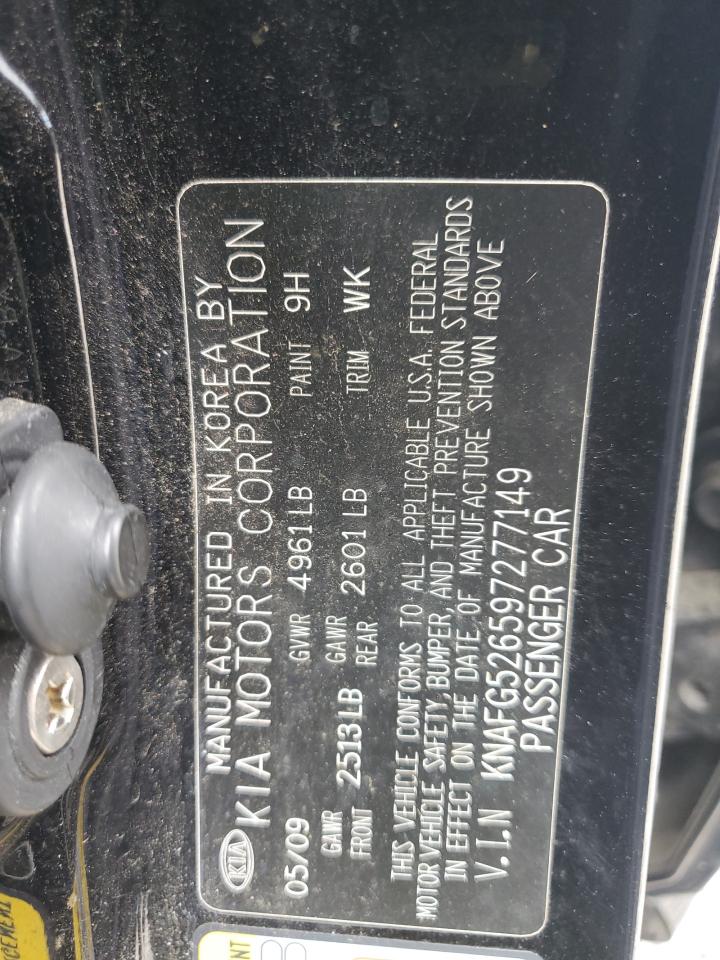 KIA
MANUFACTURED IN KOREA BY
KIA MOTORS CORPORATION
05/09 GVWR 4961LB PAINT 9H
GAWR FRONT 2513LB GAWR REAR 2601LB TRIM WK
THIS VEHICLE CONFORMS TO ALL APPLICABLE U.S.A. FEDERAL
MOTOR VEHICLE SAFETY, BUMPER, AND THEFT PREVENTION STANDARDS
IN EFFECT ON THE DATE OF MANUFACTURE SHOWN ABOVE
V.I.N KNAFG526597277149
PASSENGER CAR